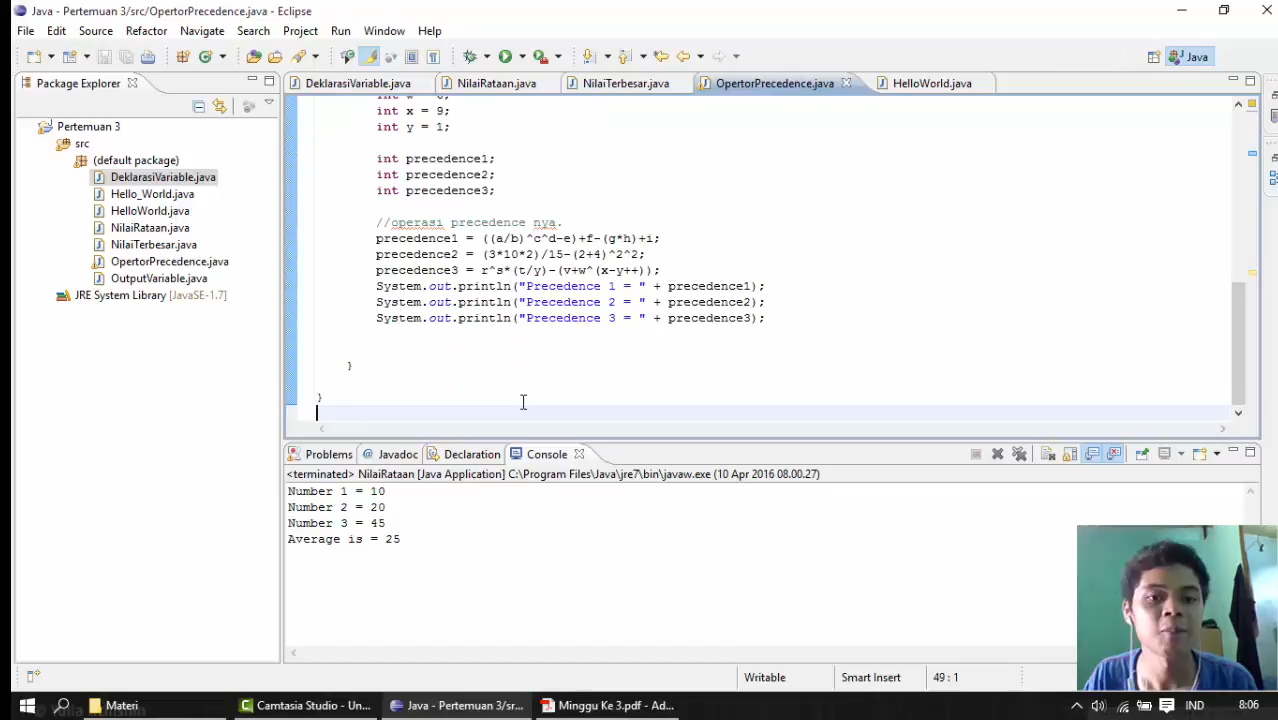 Java - Pertemuan 3/src/OpertorPrecedence.java - Eclipse
File Edit Source Refactor Navigate Search Project Run Window Help
Java
Package Explorer
DeklarasiVariable.java NilaiRataan.java NilaiTerbesar.java OpertorPrecedence.java HelloWorld.java
Pertemuan 3
src
(default package)
DeklarasiVariable.java
Hello_World.java
HelloWorld.java
NilaiRataan.java
NilaiTerbesar.java
OpertorPrecedence.java
OutputVariable.java
JRE System Library [JavaSE-1.7]
int x = 9;
int y = 1;
int precedence1;
int precedence2;
int precedence3;
//operasi precedence nya.
precedence1 = ((a/b)^c^d-e)+f-(g*h)+i;
precedence2 = (3*10*2)/15-(2+4)^2^2;
precedence3 = r^s*(t/y)-(v+w^(x-y++));
System.out.println("Precedence 1 = " + precedence1);
System.out.println("Precedence 2 = " + precedence2);
System.out.println("Precedence 3 = " + precedence3);
}
}
Problems Javadoc Declaration Console
<terminated> NilaiRataan [Java Application] C:\Program Files\Java\jre7\bin\javaw.exe (10 Apr 2016 08.00.27)
Number 1 = 10
Number 2 = 20
Number 3 = 45
Average is = 25
Writable Smart Insert 49 : 1
Materi Camtasia Studio - Un... Java - Pertemuan 3/sr... Minggu Ke 3.pdf - Ad... IND 8:06